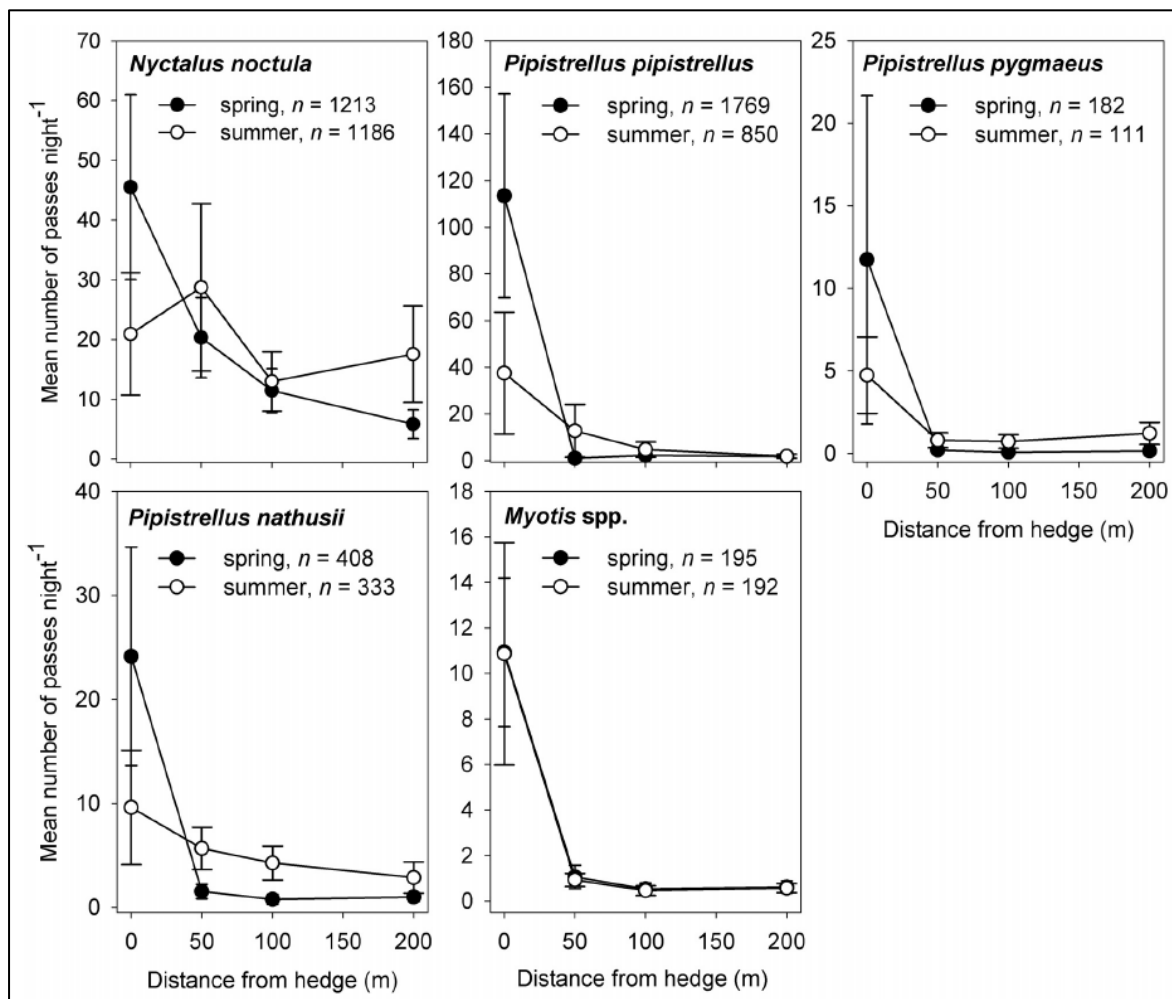 Nyctalus noctula
spring, n = 1213
summer, n = 1186
Mean number of passes night-1
70
60
50
40
30
20
10
0
Pipistrellus pipistrellus
spring, n = 1769
summer, n = 850
180
160
140
120
100
80
60
40
20
0
Pipistrellus pygmaeus
spring, n = 182
summer, n = 111
25
20
15
10
5
0
0 50 100 150 200
Distance from hedge (m)
Pipistrellus nathusii
spring, n = 408
summer, n = 333
Mean number of passes night-1
40
30
20
10
0
0 50 100 150 200
Distance from hedge (m)
Myotis spp.
spring, n = 195
summer, n = 192
18
16
14
12
10
8
6
4
2
0
0 50 100 150 200
Distance from hedge (m)